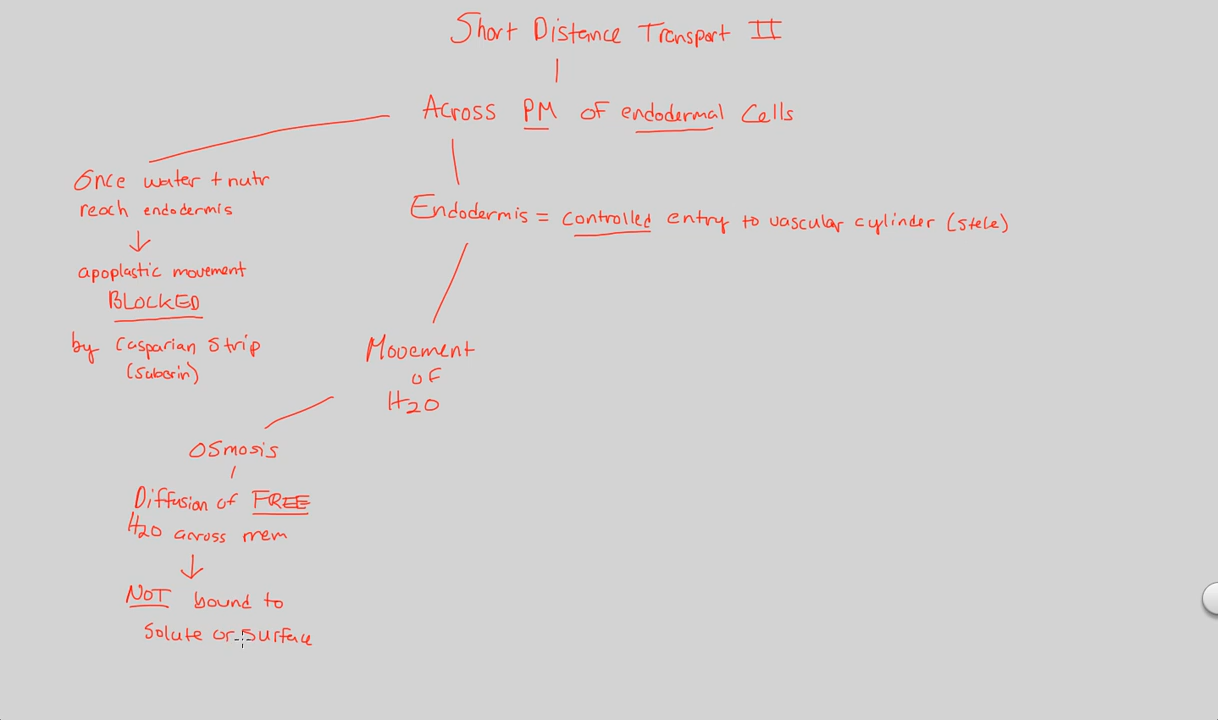 Short Distance Transport II
Across PM of endodermal Cells
Once water + nutr
reach endodermis
apoplastic movement
BLOCKED
by Casparian Strip
(Suberin)
Endodermis = controlled entry to vascular cylinder (stele)
Movement
of
H2O
Osmosis
Diffusion of FREE
H2O across mem
NOT bound to
Solute or Surface